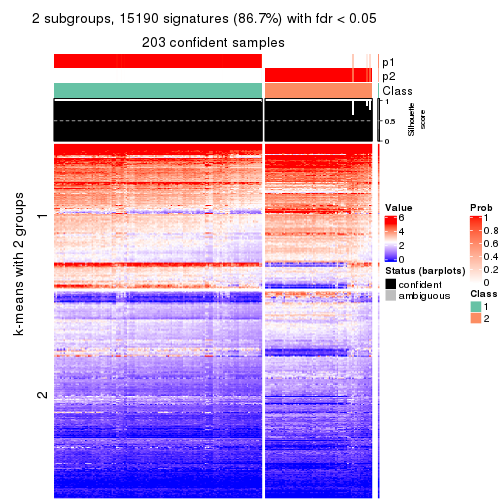 2 subgroups, 15190 signatures (86.7%) with fdr < 0.05
203 confident samples
p1
p2
Class
1
0.5
0
Silhouette
score
k-means with 2 groups
1
2
Value
6
4
2
0
Status (barplots)
confident
ambiguous
Prob
1
0.8
0.6
0.4
0.2
0
Class
1
2